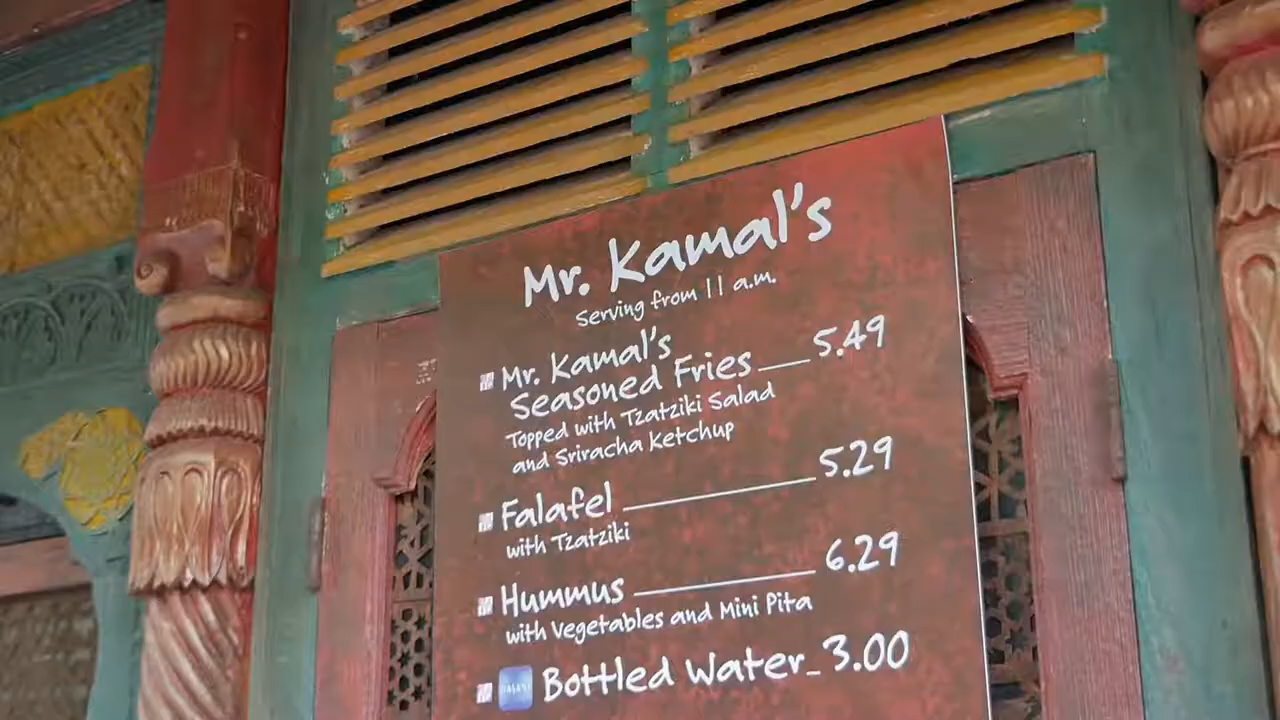 Mr. Kamal's
Serving from 11 a.m.
Mr. Kamal's
Seasoned Fries 5.49
Topped with Tzatziki Salad
and Sriracha Ketchup
Falafel 5.29
with Tzatziki
Hummus 6.29
with Vegetables and Mini Pita
DASANI Bottled Water 3.00